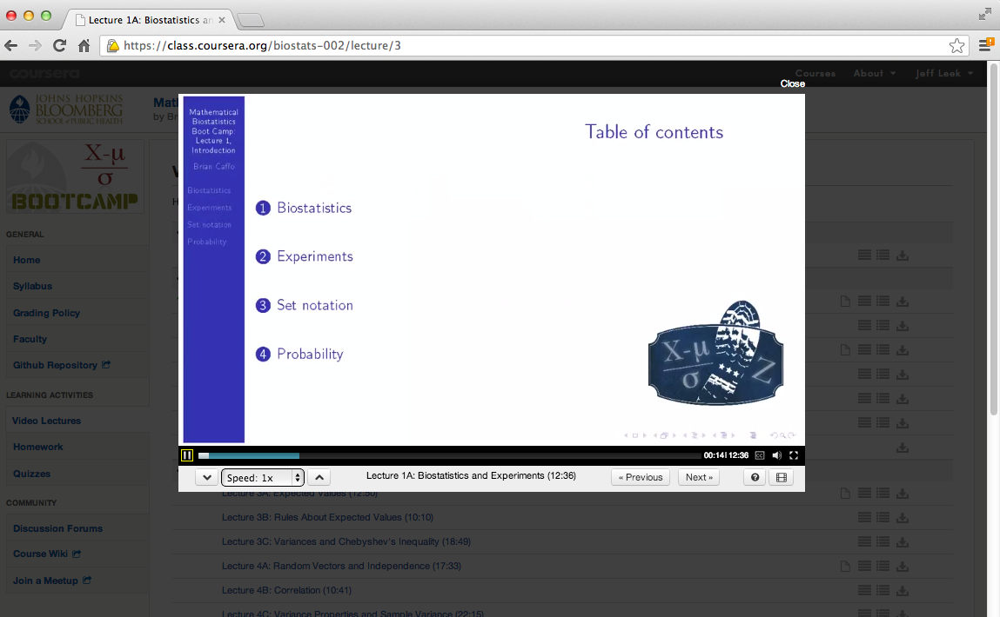 Lecture 1A: Biostatistics an
https://class.coursera.org/biostats-002/lecture/3
coursera
Courses
About
Jeff Leek
Close
JOHNS HOPKINS
BLOOMBERG
SCHOOL of PUBLIC HEALTH
Mat
by Br
X-μ
σ
BOOTCAMP
GENERAL
Home
Syllabus
Grading Policy
Faculty
Github Repository
LEARNING ACTIVITIES
Video Lectures
Homework
Quizzes
COMMUNITY
Discussion Forums
Course Wiki
Join a Meetup
Mathematical
Biostatistics
Boot Camp:
Lecture 1,
Introduction
Brian Caffo
Biostatistics
Experiments
Set notation
Probability
Table of contents
1 Biostatistics
2 Experiments
3 Set notation
4 Probability
X-μ
σ
Z
00:14 | 12:36
CC
Speed: 1x
Lecture 1A: Biostatistics and Experiments (12:36)
« Previous
Next »
?
Lecture 3A: Expected Values (12:50)
Lecture 3B: Rules About Expected Values (10:10)
Lecture 3C: Variances and Chebyshev's Inequality (18:49)
Lecture 4A: Random Vectors and Independence (17:33)
Lecture 4B: Correlation (10:41)
Lecture 4C: Variance Properties and Sample Variance (22:15)